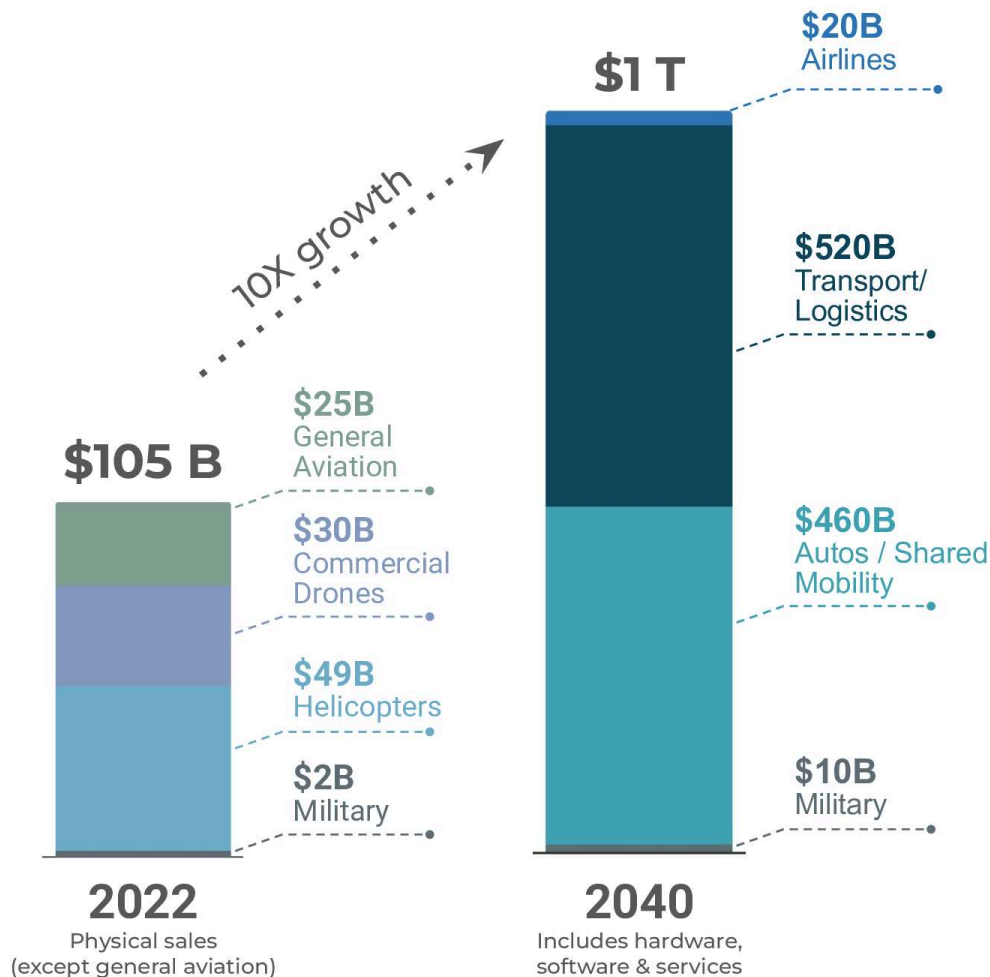 $20B
Airlines
$1 T
10X growth
$520B
Transport/
Logistics
$25B
General
Aviation
$105 B
$30B
Commercial
Drones
$460B
Autos / Shared
Mobility
$49B
Helicopters
$2B
Military
$10B
Military
2022
Physical sales
(except general aviation)
2040
Includes hardware,
software & services